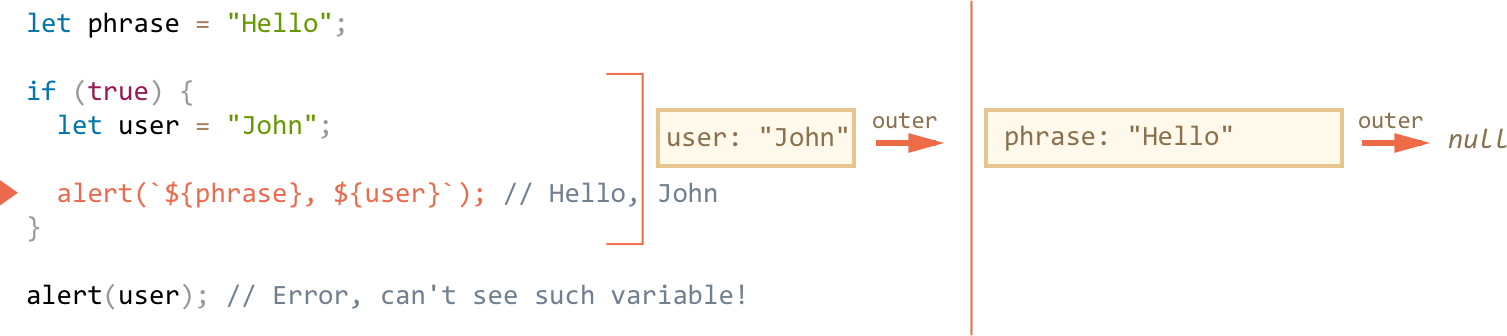 let phrase = "Hello";
if (true) {
let user = "John";
user: "John"
outer
phrase: "Hello"
outer
null
alert(`${phrase}, ${user}`); // Hello, John
}
alert(user); // Error, can't see such variable!